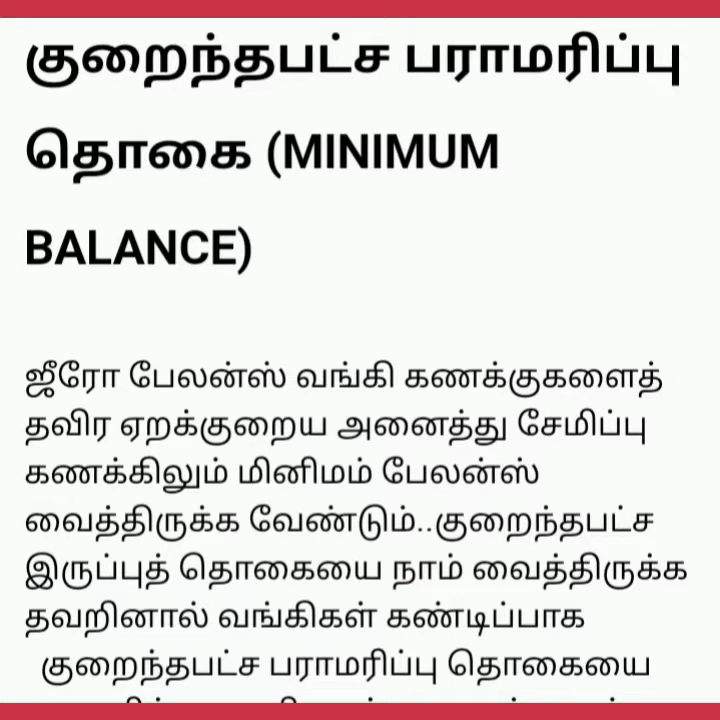 குறைந்தபட்ச பராமரிப்பு
தொகை (MINIMUM
BALANCE)
ஜீரோ பேலன்ஸ் வங்கி கணக்குகளைத்
தவிர ஏறக்குறைய அனைத்து சேமிப்பு
கணக்கிலும் மினிமம் பேலன்ஸ்
வைத்திருக்க வேண்டும்..குறைந்தபட்ச
இருப்புத் தொகையை நாம் வைத்திருக்க
தவறினால் வங்கிகள் கண்டிப்பாக
குறைந்தபட்ச பராமரிப்பு தொகையை